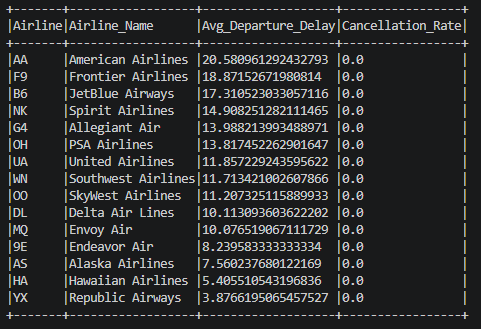 +-------+------------------+-------------------+-----------------+
|Airline|Airline_Name      |Avg_Departure_Delay|Cancellation_Rate|
+-------+------------------+-------------------+-----------------+
|AA     |American Airlines |20.580961292432793 |0.0              |
|F9     |Frontier Airlines |18.87152671980814  |0.0              |
|B6     |JetBlue Airways   |17.310523033057116 |0.0              |
|NK     |Spirit Airlines   |14.908251282111465 |0.0              |
|G4     |Allegiant Air     |13.988213993488971 |0.0              |
|OH     |PSA Airlines      |13.817452262901647 |0.0              |
|UA     |United Airlines   |11.857229243595622 |0.0              |
|WN     |Southwest Airlines|11.713421002607866 |0.0              |
|OO     |SkyWest Airlines  |11.207325115889933 |0.0              |
|DL     |Delta Air Lines   |10.113093603622202 |0.0              |
|MQ     |Envoy Air         |10.076519067111729 |0.0              |
|9E     |Endeavor Air      |8.239583333333334  |0.0              |
|AS     |Alaska Airlines   |7.560237680122169  |0.0              |
|HA     |Hawaiian Airlines |5.405510543196836  |0.0              |
|YX     |Republic Airways  |3.8766195065457527 |0.0              |
+-------+------------------+-------------------+-----------------+